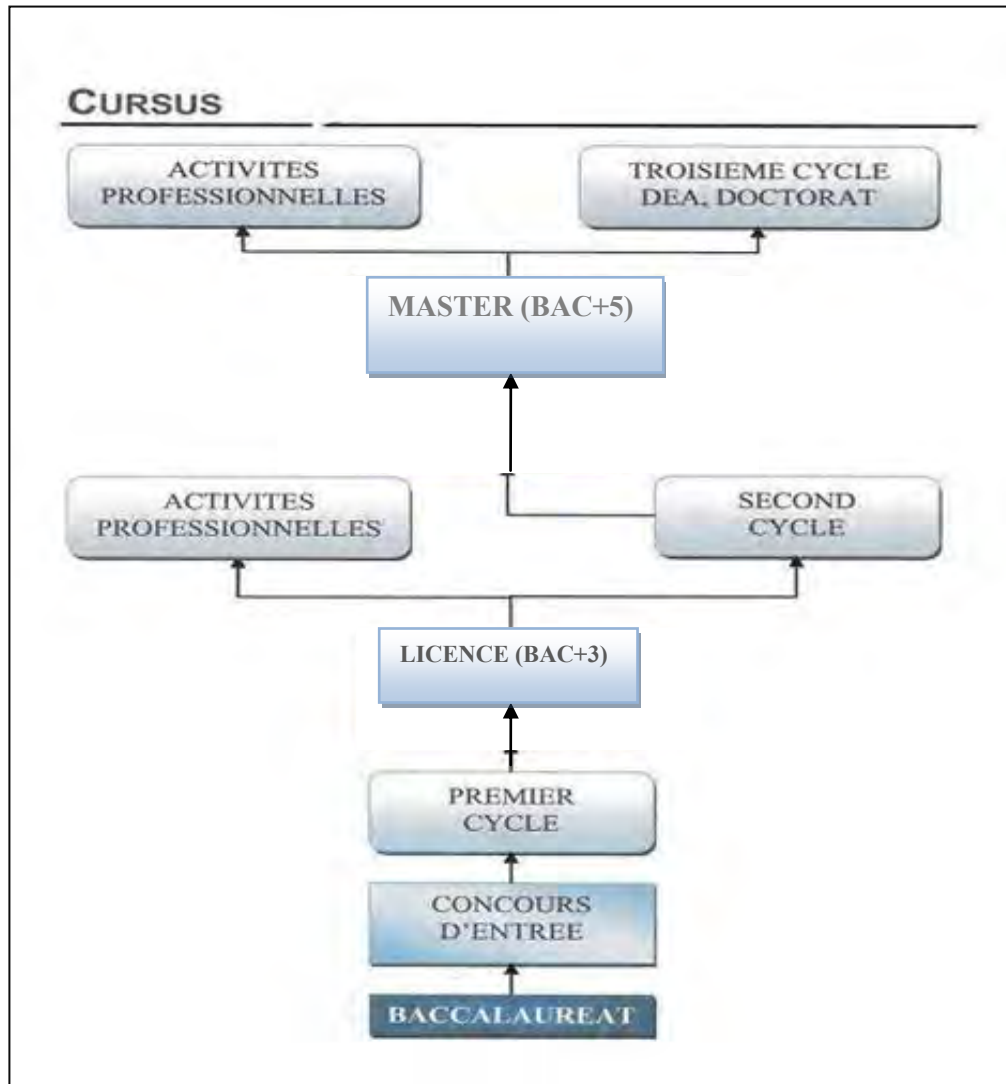 CURSUS
ACTIVITES
PROFESSIONNELLES
TROISIEME CYCLE
DEA, DOCTORAT
MASTER (BAC+5)
ACTIVITES
PROFESSIONNELLES
SECOND
CYCLE
LICENCE (BAC+3)
PREMIER
CYCLE
CONCOURS
D'ENTREE
BACCALAUREAT